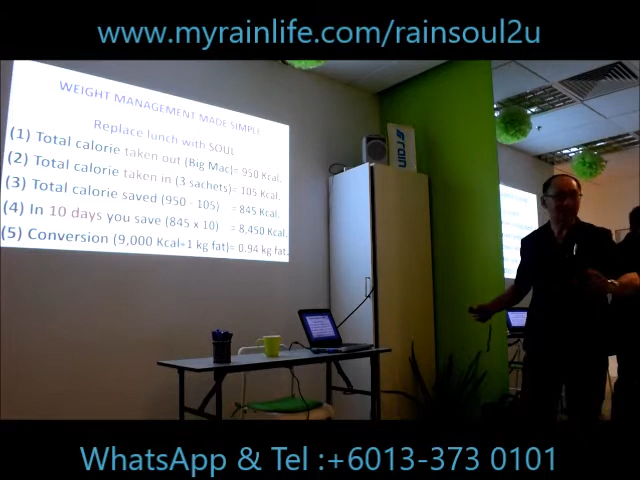 www.myrainlife.com/rainsoul2u
WEIGHT MANAGEMENT MADE SIMPLE
Replace lunch with SOUL
(1) Total calorie taken out (Big Mac)= 950 Kcal.
(2) Total calorie taken in (3 sachets)= 105 Kcal.
(3) Total calorie saved (950 - 105) = 845 Kcal.
(4) In 10 days you save (845 x 10) = 8,450 Kcal.
(5) Conversion (9,000 Kcal=1 kg fat)= 0.94 kg fat.
rain
WhatsApp & Tel :+6013-373 0101